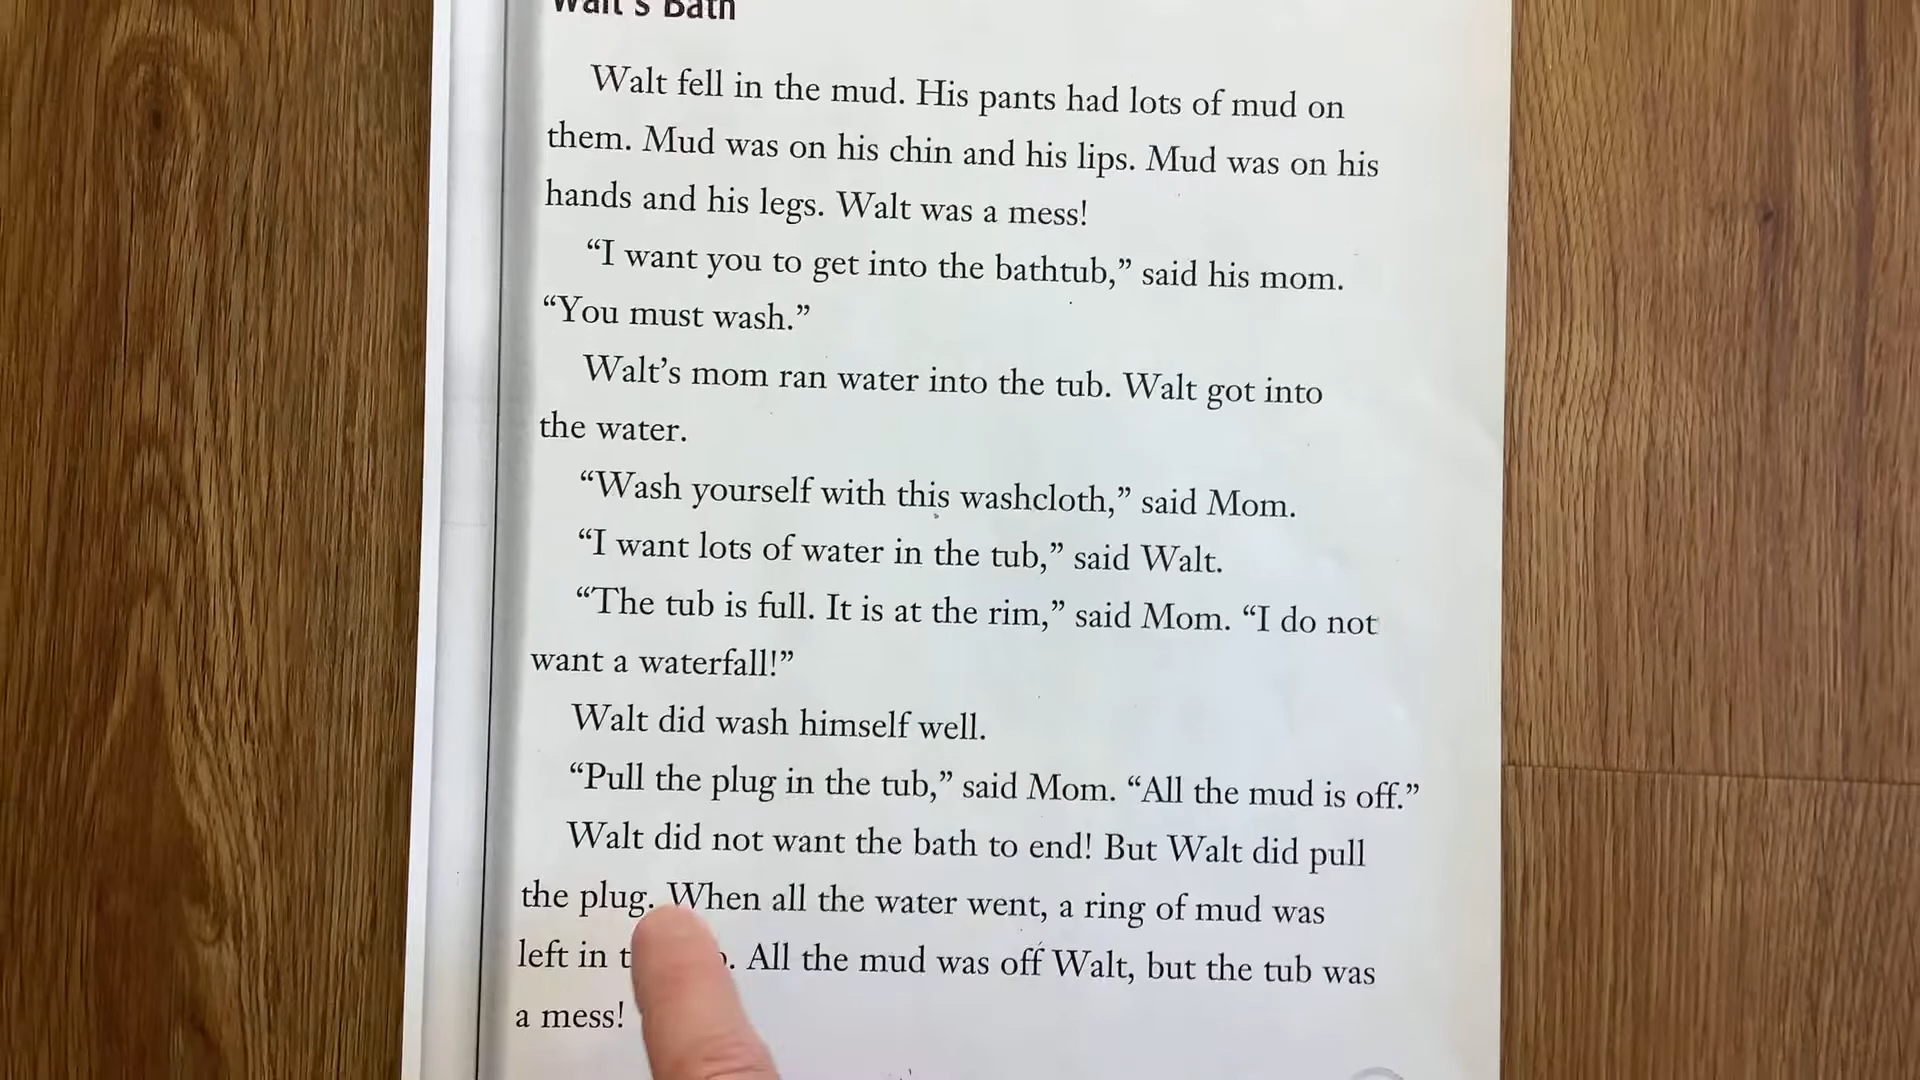 Walt's Bath
Walt fell in the mud. His pants had lots of mud on
them. Mud was on his chin and his lips. Mud was on his
hands and his legs. Walt was a mess!
“I want you to get into the bathtub,” said his mom.
“You must wash.”
Walt’s mom ran water into the tub. Walt got into
the water.
“Wash yourself with this washcloth,” said Mom.
“I want lots of water in the tub,” said Walt.
“The tub is full. It is at the rim,” said Mom. “I do not
want a waterfall!”
Walt did wash himself well.
“Pull the plug in the tub,” said Mom. “All the mud is off.”
Walt did not want the bath to end! But Walt did pull
the plug. When all the water went, a ring of mud was
left in All the mud was off Walt, but the tub was
a mess!